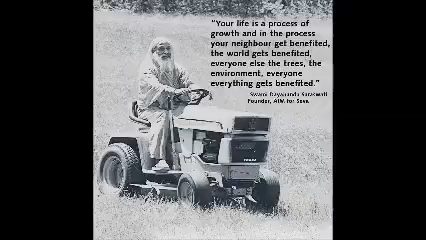 "Your life is a process of
growth and in the process
your neighbour get benefited,
the world gets benefited,
everyone else the trees, the
environment, everyone
everything gets benefited."
Swami Dayananda Saraswati
Founder, AIM for Seva.